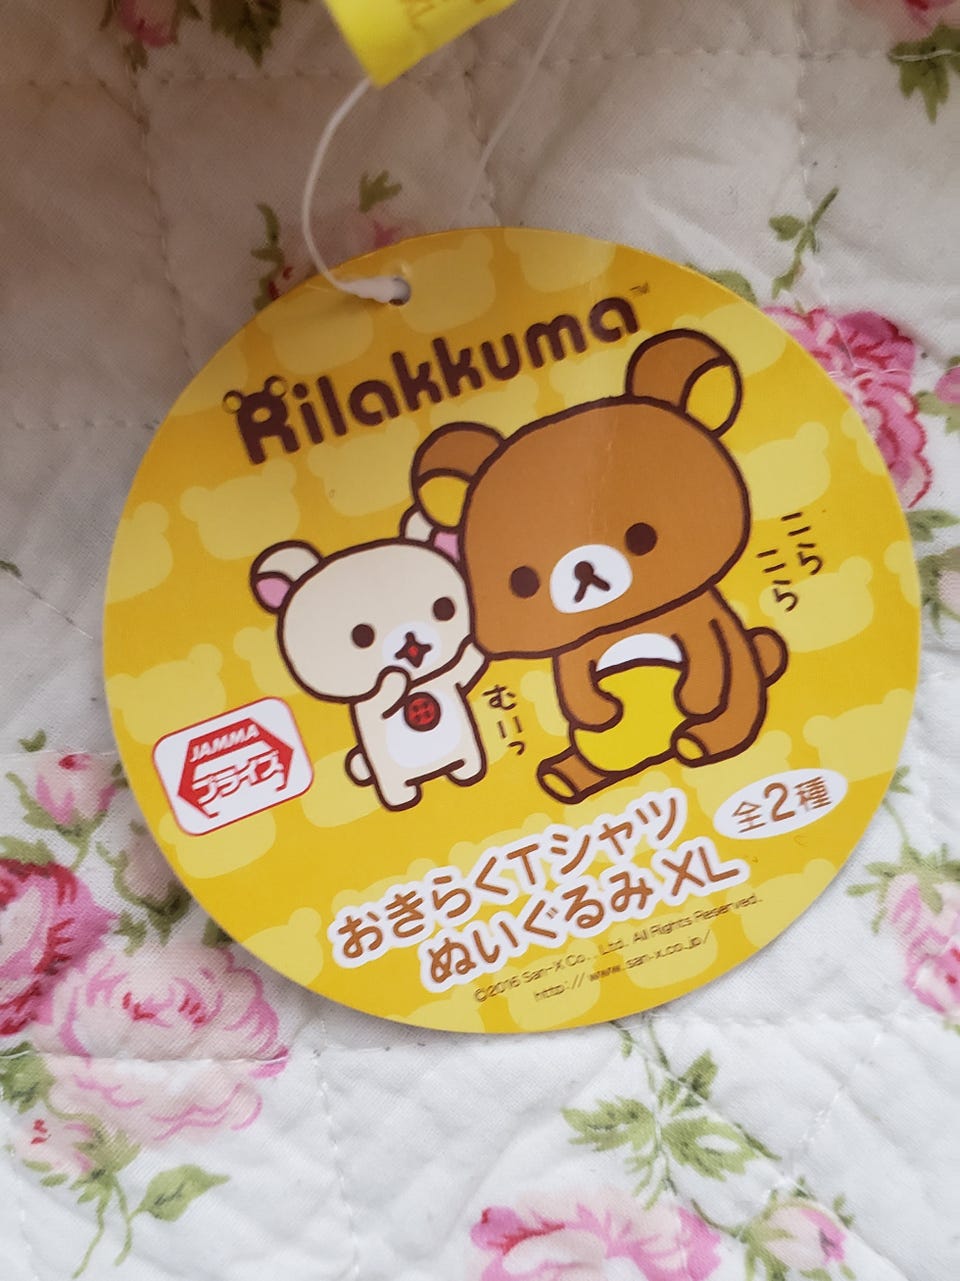 XL
Rilakkuma™
こら
こら
むーっ
JAMMA
プライズ
全2種
おきらくTシャツ
ぬいぐるみXL
©2016 San-X Co., Ltd. All Rights Reserved.
http://www.san-x.co.jp/